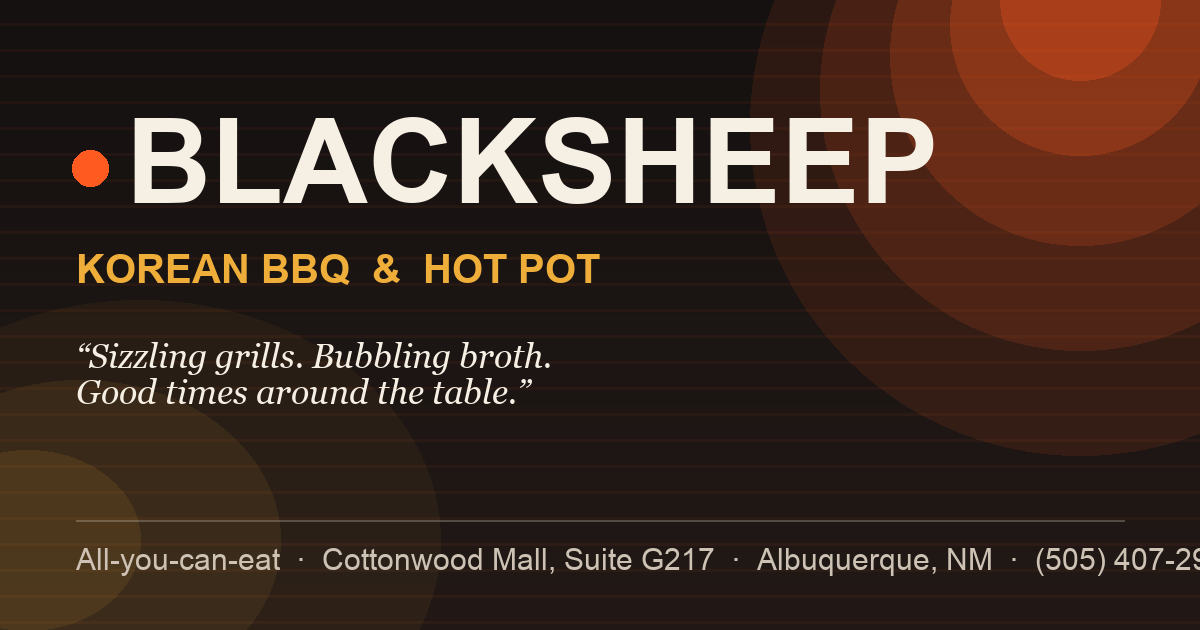 BLACKSHEEP
KOREAN BBQ & HOT POT
“Sizzling grills. Bubbling broth.
Good times around the table.”
All-you-can-eat · Cottonwood Mall, Suite G217 · Albuquerque, NM · (505) 407-29